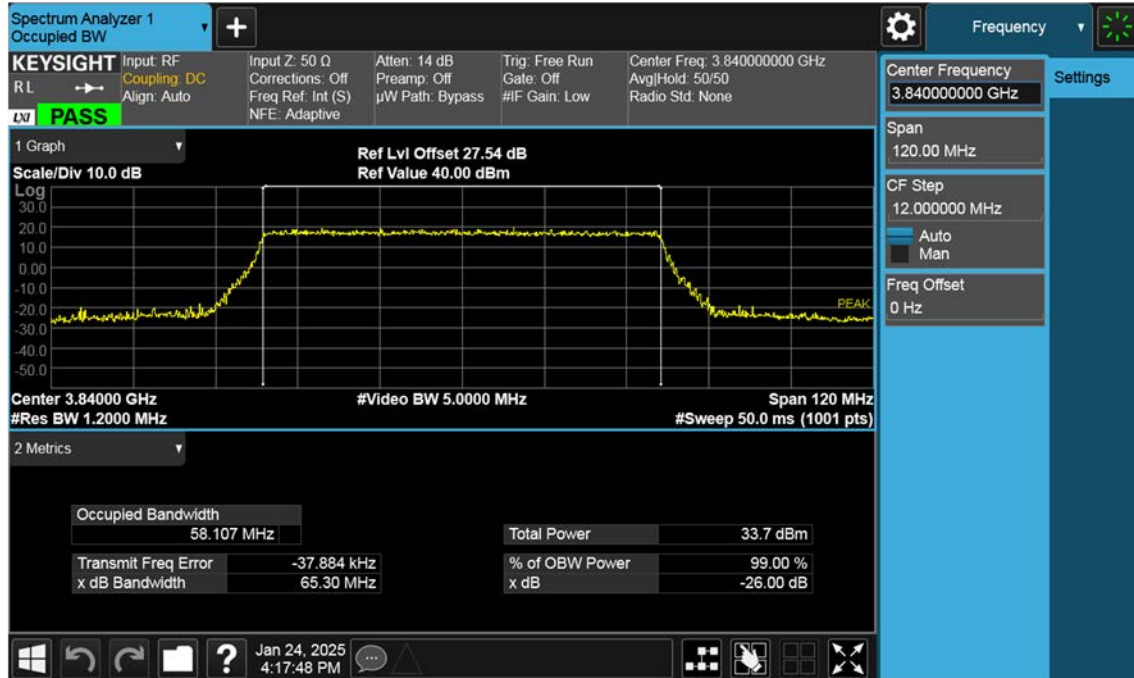 Spectrum Analyzer 1
Occupied BW
+
Frequency
KEYSIGHT
R L
LXI PASS
Input: RF
Coupling: DC
Align: Auto
Input Z: 50 Ω
Corrections: Off
Freq Ref: Int (S)
NFE: Adaptive
Atten: 14 dB
Preamp: Off
µW Path: Bypass
Trig: Free Run
Gate: Off
#IF Gain: Low
Center Freq: 3.840000000 GHz
Avg|Hold: 50/50
Radio Std: None
Center Frequency
3.840000000 GHz
Settings
Span
120.00 MHz
CF Step
12.000000 MHz
Auto
Man
Freq Offset
0 Hz
1 Graph
Scale/Div 10.0 dB
Ref Lvl Offset 27.54 dB
Ref Value 40.00 dBm
Log
30.0
20.0
10.0
0.00
-10.0
-20.0
-30.0
-40.0
-50.0
PEAK
Center 3.84000 GHz
#Video BW 5.0000 MHz
Span 120 MHz
#Res BW 1.2000 MHz
#Sweep 50.0 ms (1001 pts)
2 Metrics
Occupied Bandwidth
58.107 MHz
Total Power 33.7 dBm
Transmit Freq Error -37.884 kHz
% of OBW Power 99.00 %
x dB Bandwidth 65.30 MHz
x dB -26.00 dB
?
Jan 24, 2025
4:17:48 PM